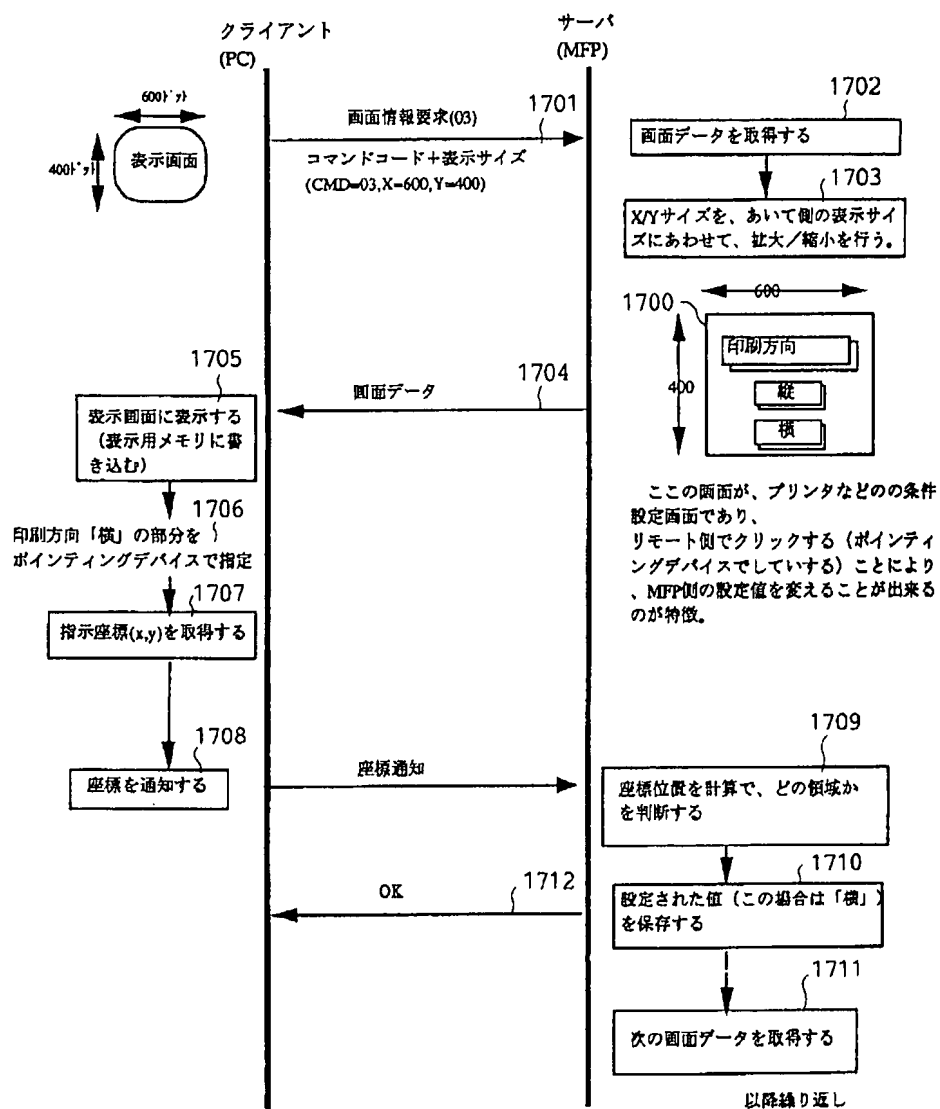 クライアント
(PC)
サーバ
(MFP)
600ﾄﾞｯﾄ
400ﾄﾞｯﾄ
表示画面
画面情報要求(03)
1701
コマンドコード+表示サイズ
(CMD=03,X=600,Y=400)
1702
画面データを取得する
1703
X/Yサイズを、あいて側の表示サイ
ズにあわせて、拡大/縮小を行う。
1700
600
400
印刷方向
縦
横
画面データ
1704
1705
表示画面に表示する
(表示用メモリに書
き込む)
1706
印刷方向「横」の部分を
ポインティングデバイスで指定
1707
指示座標(x,y)を取得する
ここの画面が、プリンタなどのの条件
設定画面であり、
リモート側でクリックする(ポインティ
ングデバイスでしていする)ことにより
、MFP側の設定値を変えることが出来る
のが特徴。
1708
座標を通知する
座標通知
1709
座標位置を計算で、どの領域か
を判断する
1710
設定された値(この場合は「横」)
を保存する
OK
1712
1711
次の画面データを取得する
以降繰り返し